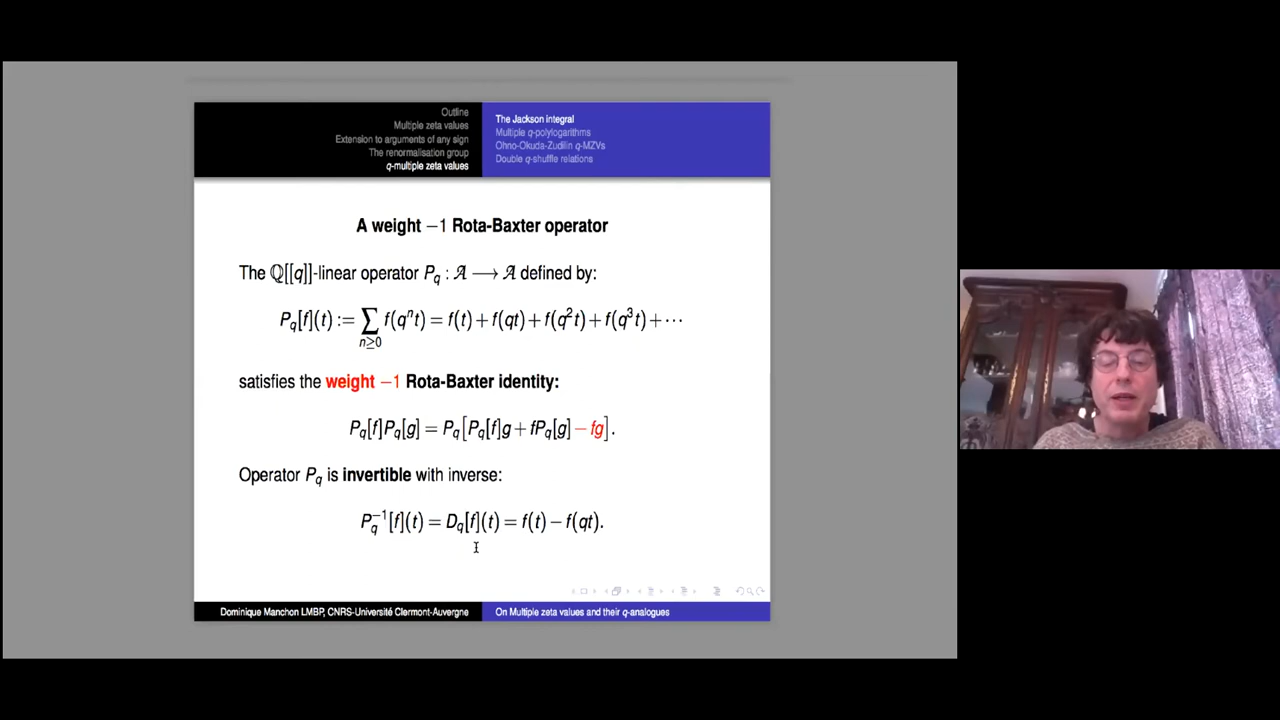 Outline
Multiple zeta values
Extension to arguments of any sign
The renormalisation group
q-multiple zeta values
The Jackson integral
Multiple q-polylogarithms
Ohno-Okuda-Zudilin q-MZVs
Double q-shuffle relations
A weight −1 Rota-Baxter operator
The ℚ[[q]]-linear operator P_q : 𝒜 ⟶ 𝒜 defined by:
P_q[f](t) := ∑_{n≥0} f(qⁿt) = f(t) + f(qt) + f(q²t) + f(q³t) + ⋯
satisfies the weight −1 Rota-Baxter identity:
P_q[f]P_q[g] = P_q[P_q[f]g + fP_q[g] − fg].
Operator P_q is invertible with inverse:
P_q⁻¹[f](t) = D_q[f](t) = f(t) − f(qt).
Dominique Manchon LMBP, CNRS-Université Clermont-Auvergne
On Multiple zeta values and their q-analogues